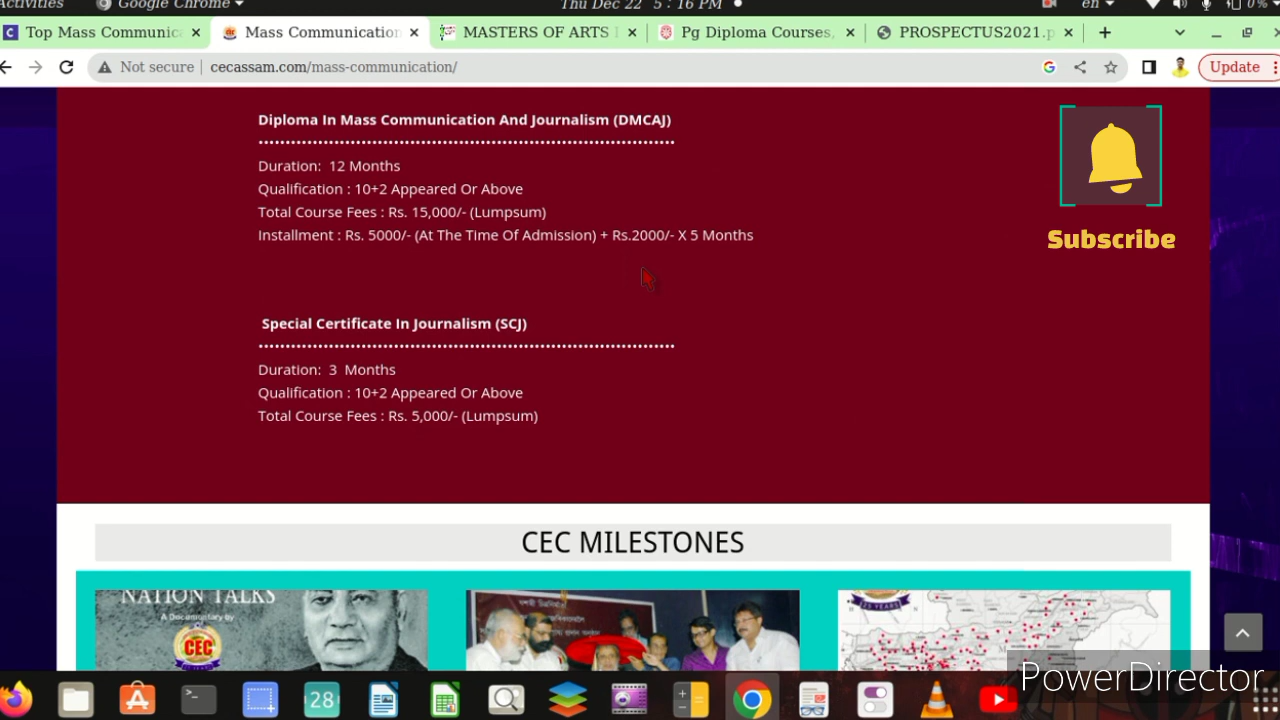 Activities
Google Chrome
Thu Dec 22 5 : 16 PM
en
0 %
Top Mass Communic
Mass Communication
MASTERS OF ARTS I
Pg Diploma Courses,
PROSPECTUS2021.p
Not secure
cecassam.com/mass-communication/
Update
Diploma In Mass Communication And Journalism (DMCAJ)
Duration: 12 Months
Qualification : 10+2 Appeared Or Above
Total Course Fees : Rs. 15,000/- (Lumpsum)
Installment : Rs. 5000/- (At The TIme Of Admission) + Rs.2000/- X 5 Months
Subscribe
Special Certificate In Journalism (SCJ)
Duration: 3 Months
Qualification : 10+2 Appeared Or Above
Total Course Fees : Rs. 5,000/- (Lumpsum)
CEC MILESTONES
NATION TALKS
A Documentary by
CEC
28
PowerDirector